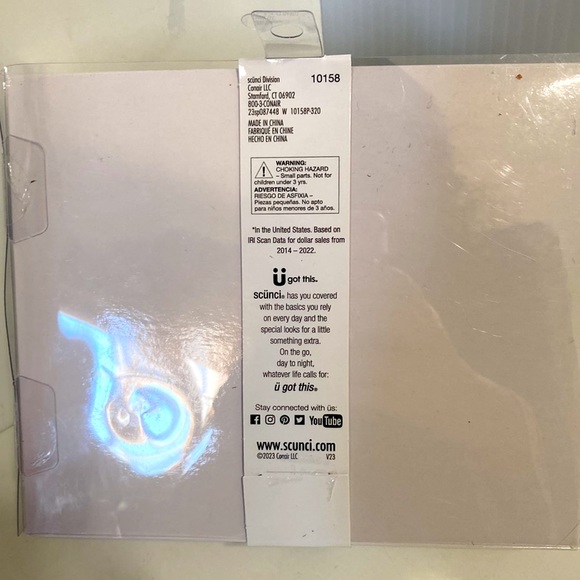 scünci Division 10158
Conair LLC
Stamford, CT 06902
800-3-CONAIR
23sp087448 W 10158P-320
MADE IN CHINA
FABRIQUÉ EN CHINE
HECHO EN CHINA
WARNING:
CHOKING HAZARD
– Small parts. Not for
children under 3 yrs.
ADVERTENCIA:
RIESGO DE ASFIXIA –
Piezas pequeñas. No apto
para niños menores de 3 años.
*In the United States. Based on
IRI Scan Data for dollar sales from
2014 – 2022.
Ü got this.
scünci® has you covered
with the basics you rely
on every day and the
special looks for a little
something extra.
On the go,
day to night,
whatever life calls for:
ü got this®
Stay connected with üs:
YouTube
www.scunci.com
©2023 Conair LLC V23